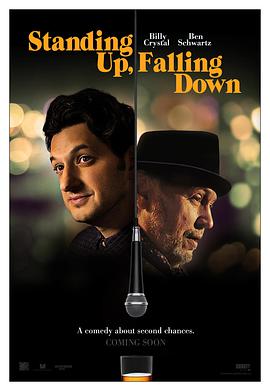 Standing
Up, Falling
Down
Billy Crystal
Ben Schwartz
A comedy about second chances.
COMING SOON